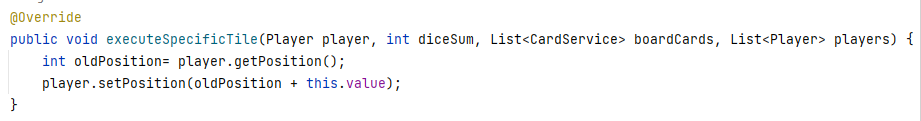 @Override
public void executeSpecificTile(Player player, int diceSum, List<CardService> boardCards, List<Player> players) {
    int oldPosition= player.getPosition();
    player.setPosition(oldPosition + this.value);
}